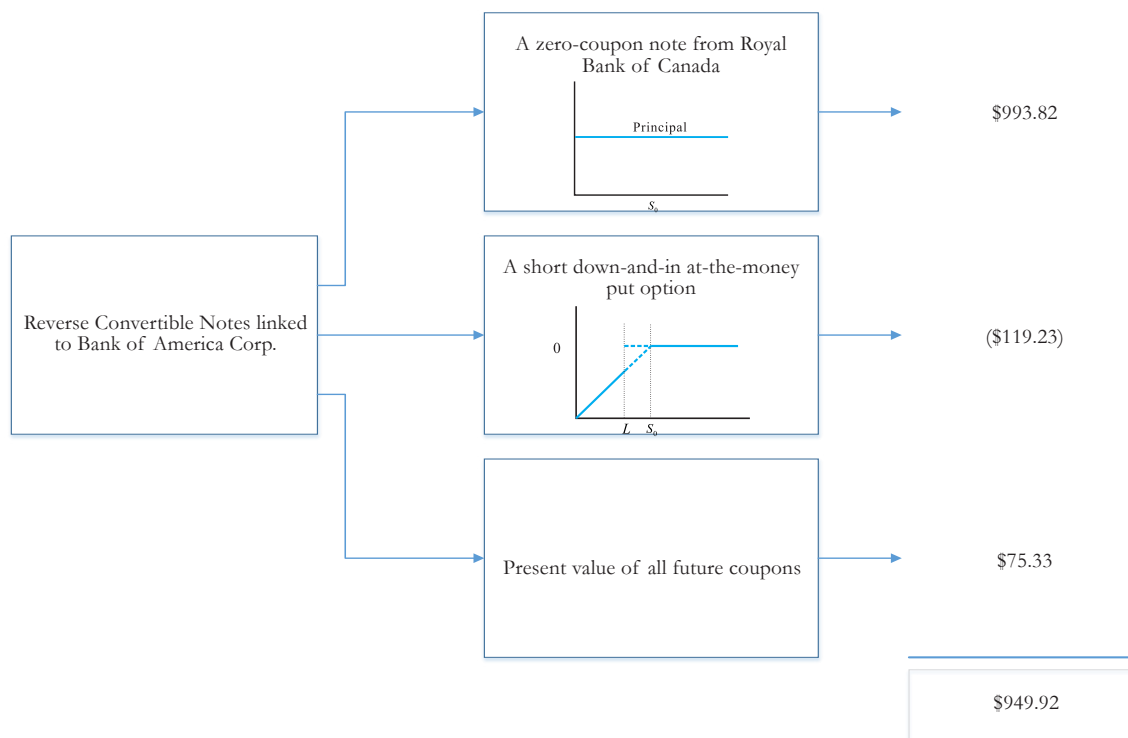 A zero-coupon note from Royal
Bank of Canada
Principal
S₀
$993.82
Reverse Convertible Notes linked
to Bank of America Corp.
A short down-and-in at-the-money
put option
0
L S₀
($119.23)
Present value of all future coupons
$75.33
$949.92